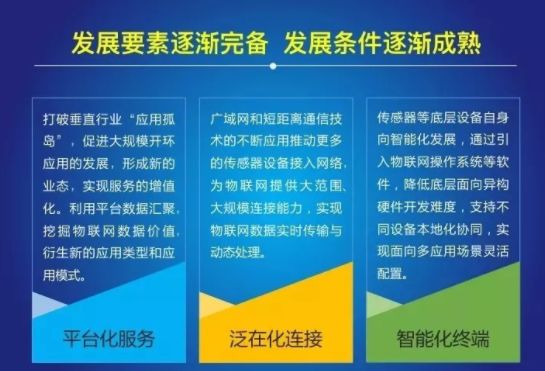 发展要素逐渐完备 发展条件逐渐成熟
打破垂直行业“应用孤
岛”，促进大规模开环
应用的发展，形成新的
业态，实现服务的增值
化。利用平台数据汇聚，
挖掘物联网数据价值，
衍生新的应用类型和应
用模式。
平台化服务
广域网和短距离通信技
术的不断应用推动更多
的传感器设备接入网络，
为物联网提供大范围、
大规模连接能力，实现
物联网数据实时传输与
动态处理。
泛在化连接
传感器等底层设备自身
向智能化发展，通过引
入物联网操作系统等软
件，降低底层面向异构
硬件开发难度，支持不
同设备本地化协同，实
现面向多应用场景灵活
配置。
智能化终端